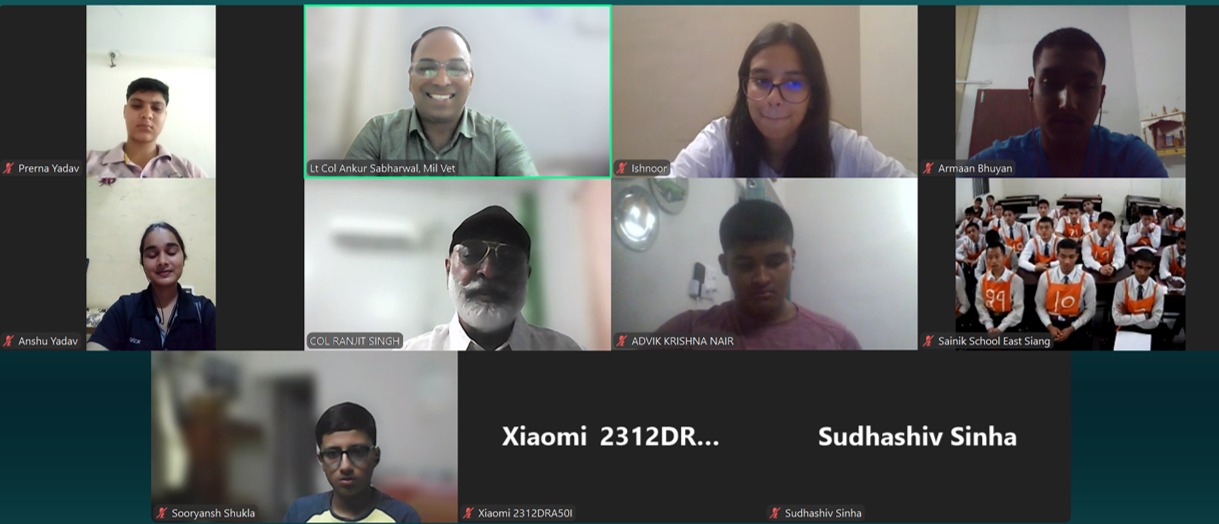 Prerna Yadav
Lt Col Ankur Sabharwal, Mil Vet
Ishnoor
Armaan Bhuyan
Anshu Yadav
COL RANJIT SINGH
ADVIK KRISHNA NAIR
99
10
Sainik School East Siang
Xiaomi 2312DR...
Sudhashiv Sinha
Sooryansh Shukla
Xiaomi 2312DRA50I
Sudhashiv Sinha